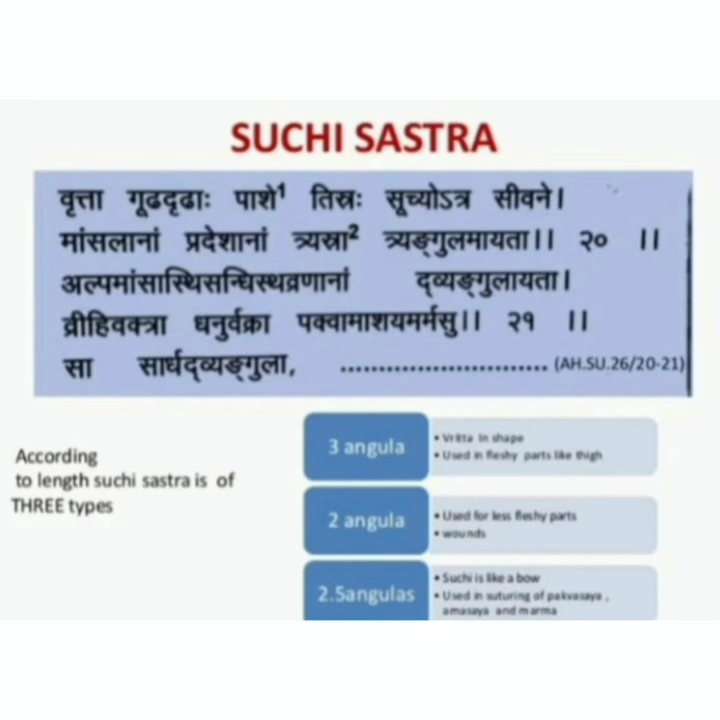 SUCHI SASTRA
वृत्ता गूढदृढाः पाशे¹ तिस्रः सूच्योऽत्र सीवने।
मांसलानां प्रदेशानां त्र्यस्रा² त्र्यङ्गुलमायता।। २० ।।
अल्पमांसास्थिसन्धिस्थव्रणानां द्व्यङ्गुलायता।
व्रीहिवक्त्रा धनुर्वक्रा पक्वामाशयमर्मसु।। २१ ।।
सा सार्धद्व्यङ्गुला, ........................... (AH.SU.26/20-21)
According
to length suchi sastra is of
THREE types
3 angula
• Vritta in shape
• Used in fleshy parts like thigh
2 angula
• Used for less fleshy parts
• wounds
2.5angulas
• Suchi is like a bow
• Used in suturing of pakvasaya ,
amasaya and marma